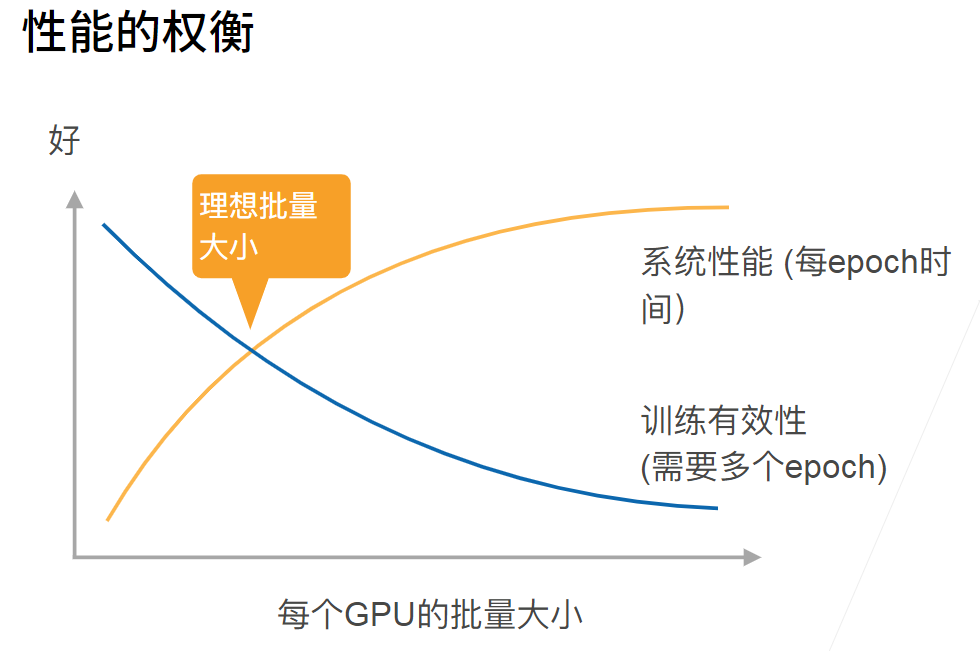 性能的权衡
好
理想批量
大小
系统性能 (每epoch时
间）
训练有效性
(需要多个epoch)
每个GPU的批量大小